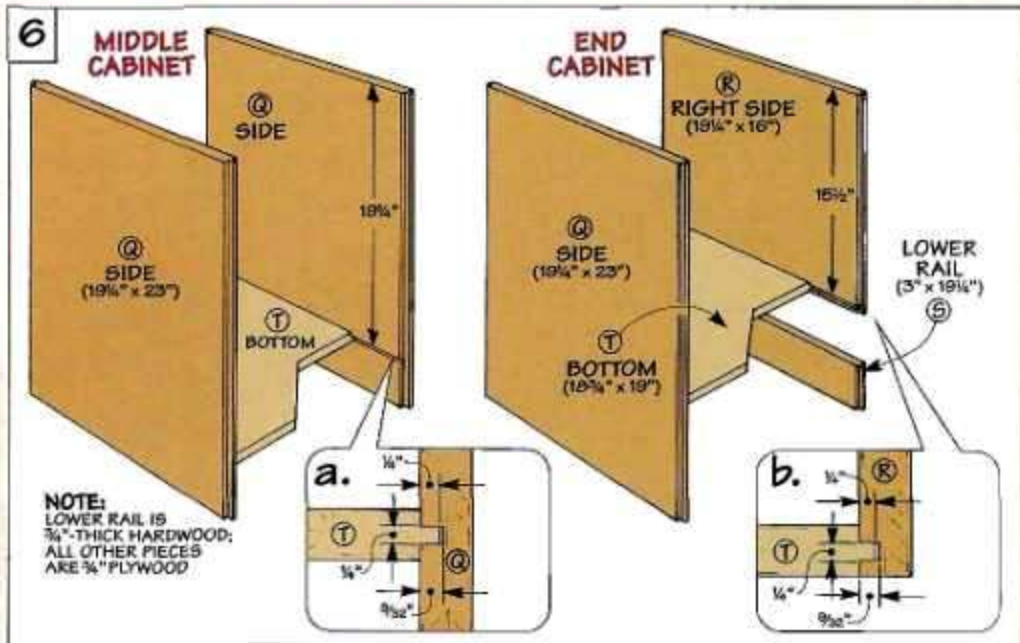 6
MIDDLE
CABINET
Q
SIDE
19¼"
Q
SIDE
(19¼" x 23")
T
BOTTOM
NOTE:
LOWER RAIL IS
¾"-THICK HARDWOOD;
ALL OTHER PIECES
ARE ¾" PLYWOOD
a.
¼"
T
Q
¼"
9/32"
END
CABINET
R
RIGHT SIDE
(19¼" x 16")
15½"
Q
SIDE
(19¼" x 23")
LOWER
RAIL
(3" x 19¼")
S
T
BOTTOM
(18¾" x 19")
b.
R
¼"
T
¼"
9/32"